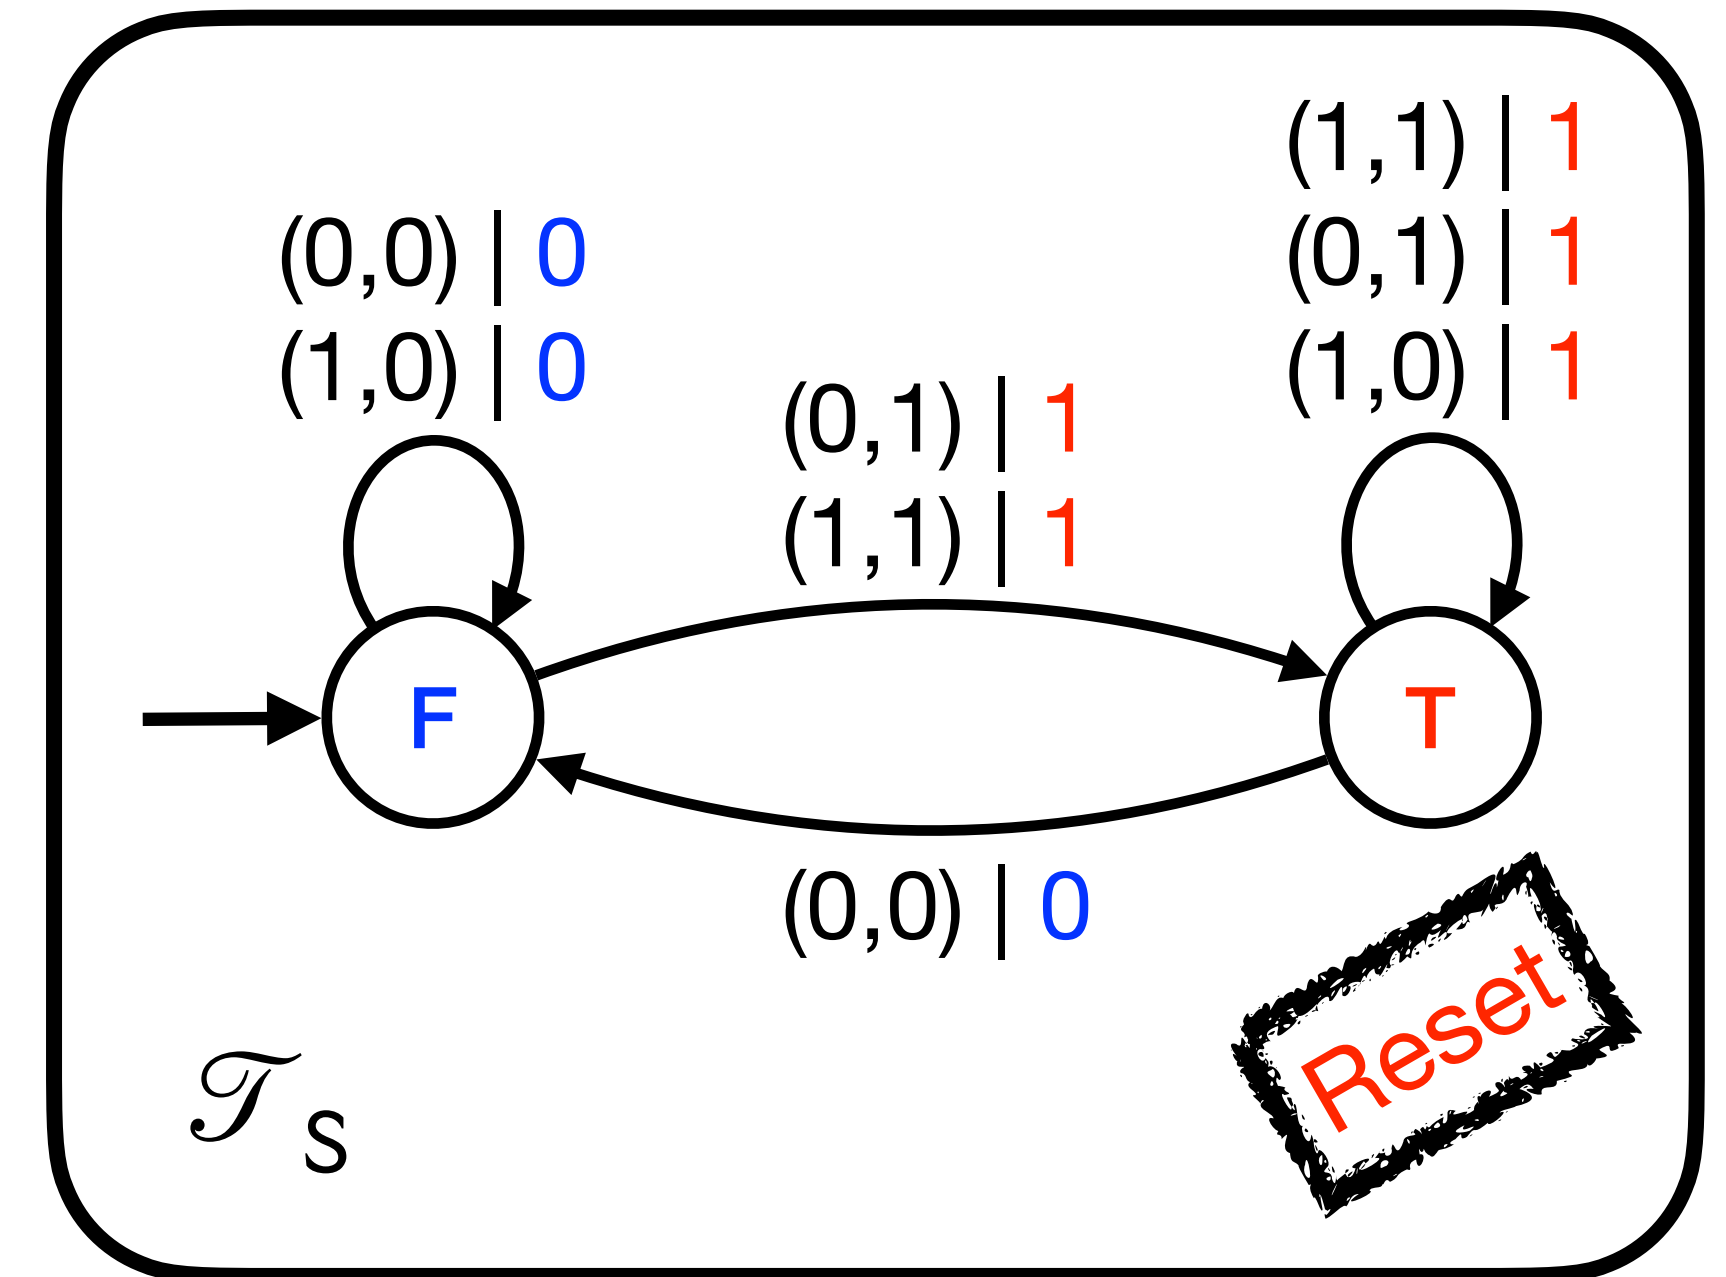 (1,1) | 1
(0,0) | 0
(0,1) | 1
(1,0) | 0
(1,0) | 1
(0,1) | 1
(1,1) | 1
F
T
(0,0) | 0
Reset
𝒯 S